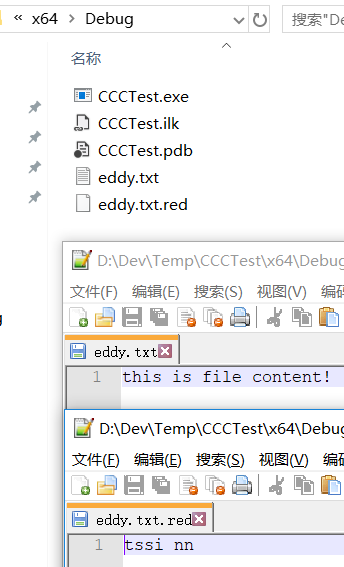 « x64 > Debug
搜索"De
名称
CCCTest.exe
CCCTest.ilk
CCCTest.pdb
eddy.txt
eddy.txt.red
D:\Dev\Temp\CCCTest\x64\Debug
文件(F) 编辑(E) 搜索(S) 视图(V) 编码
eddy.txt
1 this is file content!
D:\Dev\Temp\CCCTest\x64\Debug
文件(F) 编辑(E) 搜索(S) 视图(V) 编码
eddy.txt.red
1 tssi nn